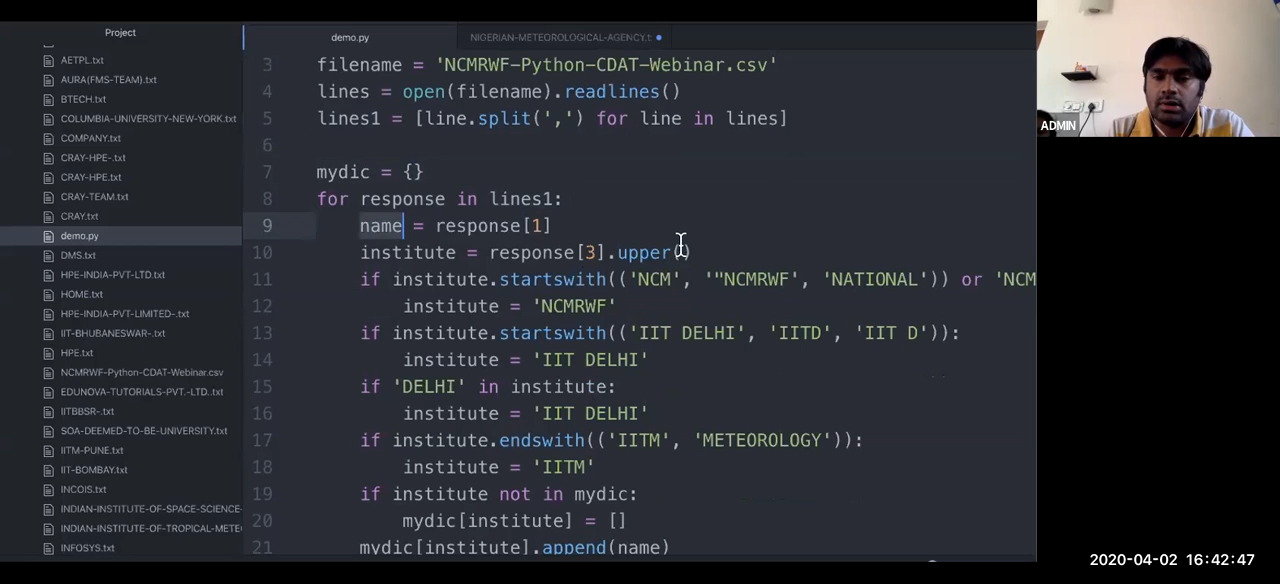 Project
AETPL.txt
AURA(FMS-TEAM).txt
BTECH.txt
COLUMBIA-UNIVERSITY-NEW-YORK.txt
COMPANY.txt
CRAY-HPE-.txt
CRAY-HPE.txt
CRAY-TEAM.txt
CRAY.txt
demo.py
DMS.txt
HPE-INDIA-PVT-LTD.txt
HOME.txt
HPE-INDIA-PVT-LIMITED-.txt
IIT-BHUBANESWAR-.txt
HPE.txt
NCMRWF-Python-CDAT-Webinar.csv
EDUNOVA-TUTORIALS-PVT.-LTD..txt
IITBBSR-.txt
SOA-DEEMED-TO-BE-UNIVERSITY.txt
IITM-PUNE.txt
IIT-BOMBAY.txt
INCOIS.txt
INDIAN-INSTITUTE-OF-SPACE-SCIENCE-
INDIAN-INSTITUTE-OF-TROPICAL-METEO
INFOSYS.txt
demo.py
NIGERIAN-METEOROLOGICAL-AGENCY.t
3 filename = 'NCMRWF-Python-CDAT-Webinar.csv'
4 lines = open(filename).readlines()
5 lines1 = [line.split(',') for line in lines]
6
7 mydic = {}
8 for response in lines1:
9 name = response[1]
10 institute = response[3].upper()
11 if institute.startswith(('NCM', '"NCMRWF', 'NATIONAL')) or 'NCM
12 institute = 'NCMRWF'
13 if institute.startswith(('IIT DELHI', 'IITD', 'IIT D')):
14 institute = 'IIT DELHI'
15 if 'DELHI' in institute:
16 institute = 'IIT DELHI'
17 if institute.endswith(('IITM', 'METEOROLOGY')):
18 institute = 'IITM'
19 if institute not in mydic:
20 mydic[institute] = []
21 mydic[institute].append(name)
ADMIN
2020-04-02 16:42:47